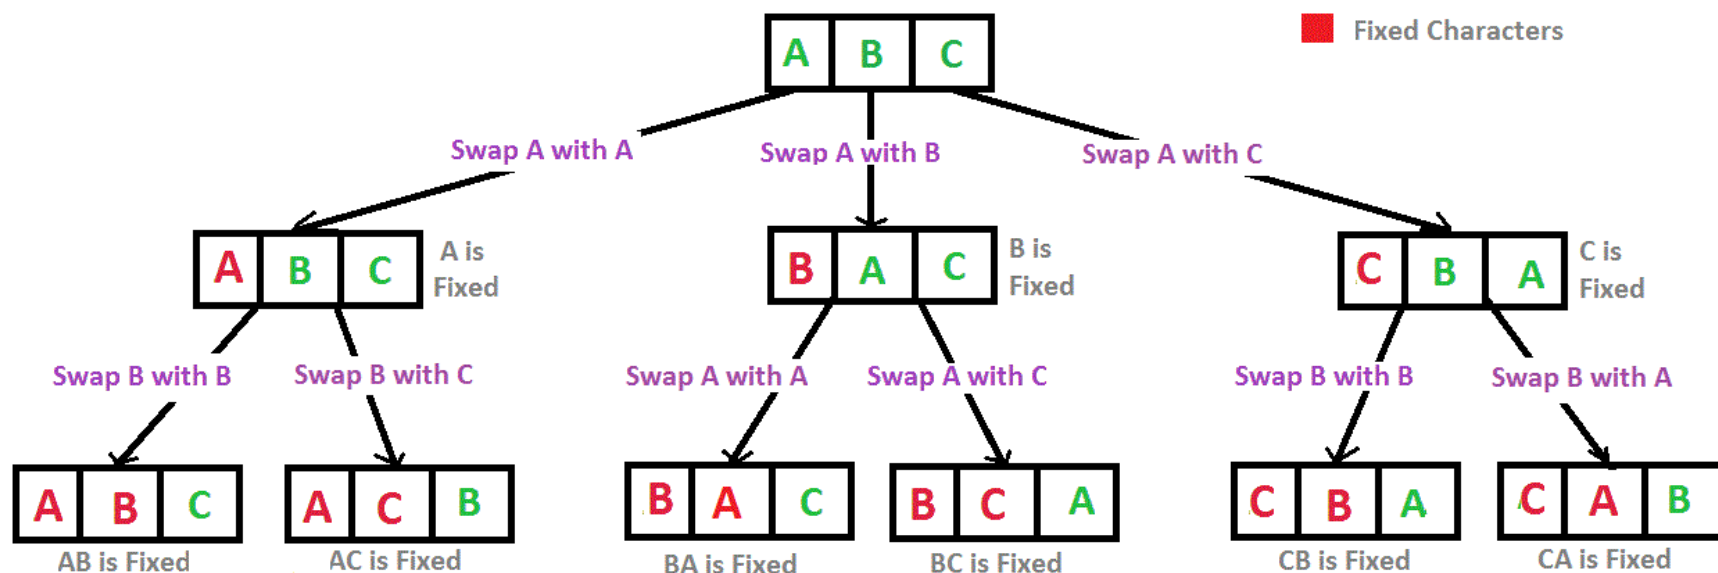 A B C
Fixed Characters
Swap A with A
Swap A with B
Swap A with C
A B C
A is
Fixed
B A C
B is
Fixed
C B A
C is
Fixed
Swap B with B
Swap B with C
Swap A with A
Swap A with C
Swap B with B
Swap B with A
A B C
A C B
B A C
B C A
C B A
C A B
AB is Fixed
AC is Fixed
BA is Fixed
BC is Fixed
CB is Fixed
CA is Fixed